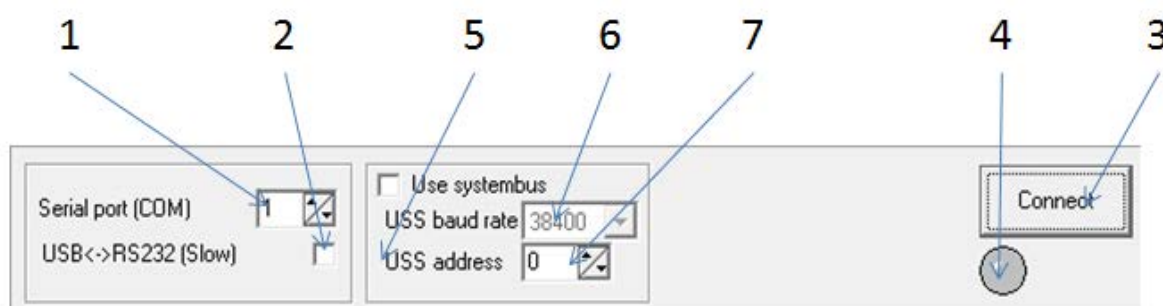 1 2 5 6 7 4 3
Use systembus
Serial port (COM) 1
USS baud rate 38400
Connect
USB<->RS232 (Slow)
USS address 0